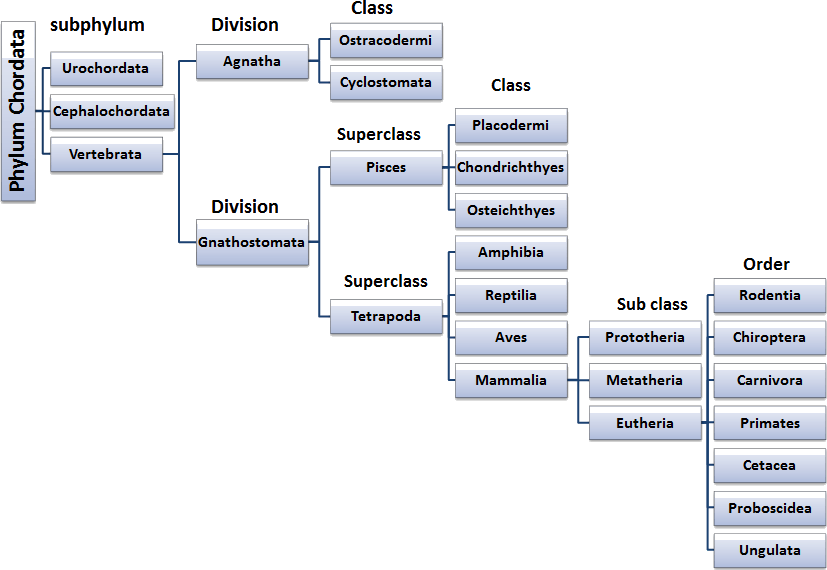 Phylum Chordata
subphylum
Urochordata
Cephalochordata
Vertebrata
Division
Agnatha
Division
Gnathostomata
Class
Ostracodermi
Cyclostomata
Superclass
Pisces
Superclass
Tetrapoda
Class
Placodermi
Chondrichthyes
Osteichthyes
Amphibia
Reptilia
Aves
Mammalia
Sub class
Prototheria
Metatheria
Eutheria
Order
Rodentia
Chiroptera
Carnivora
Primates
Cetacea
Proboscidea
Ungulata